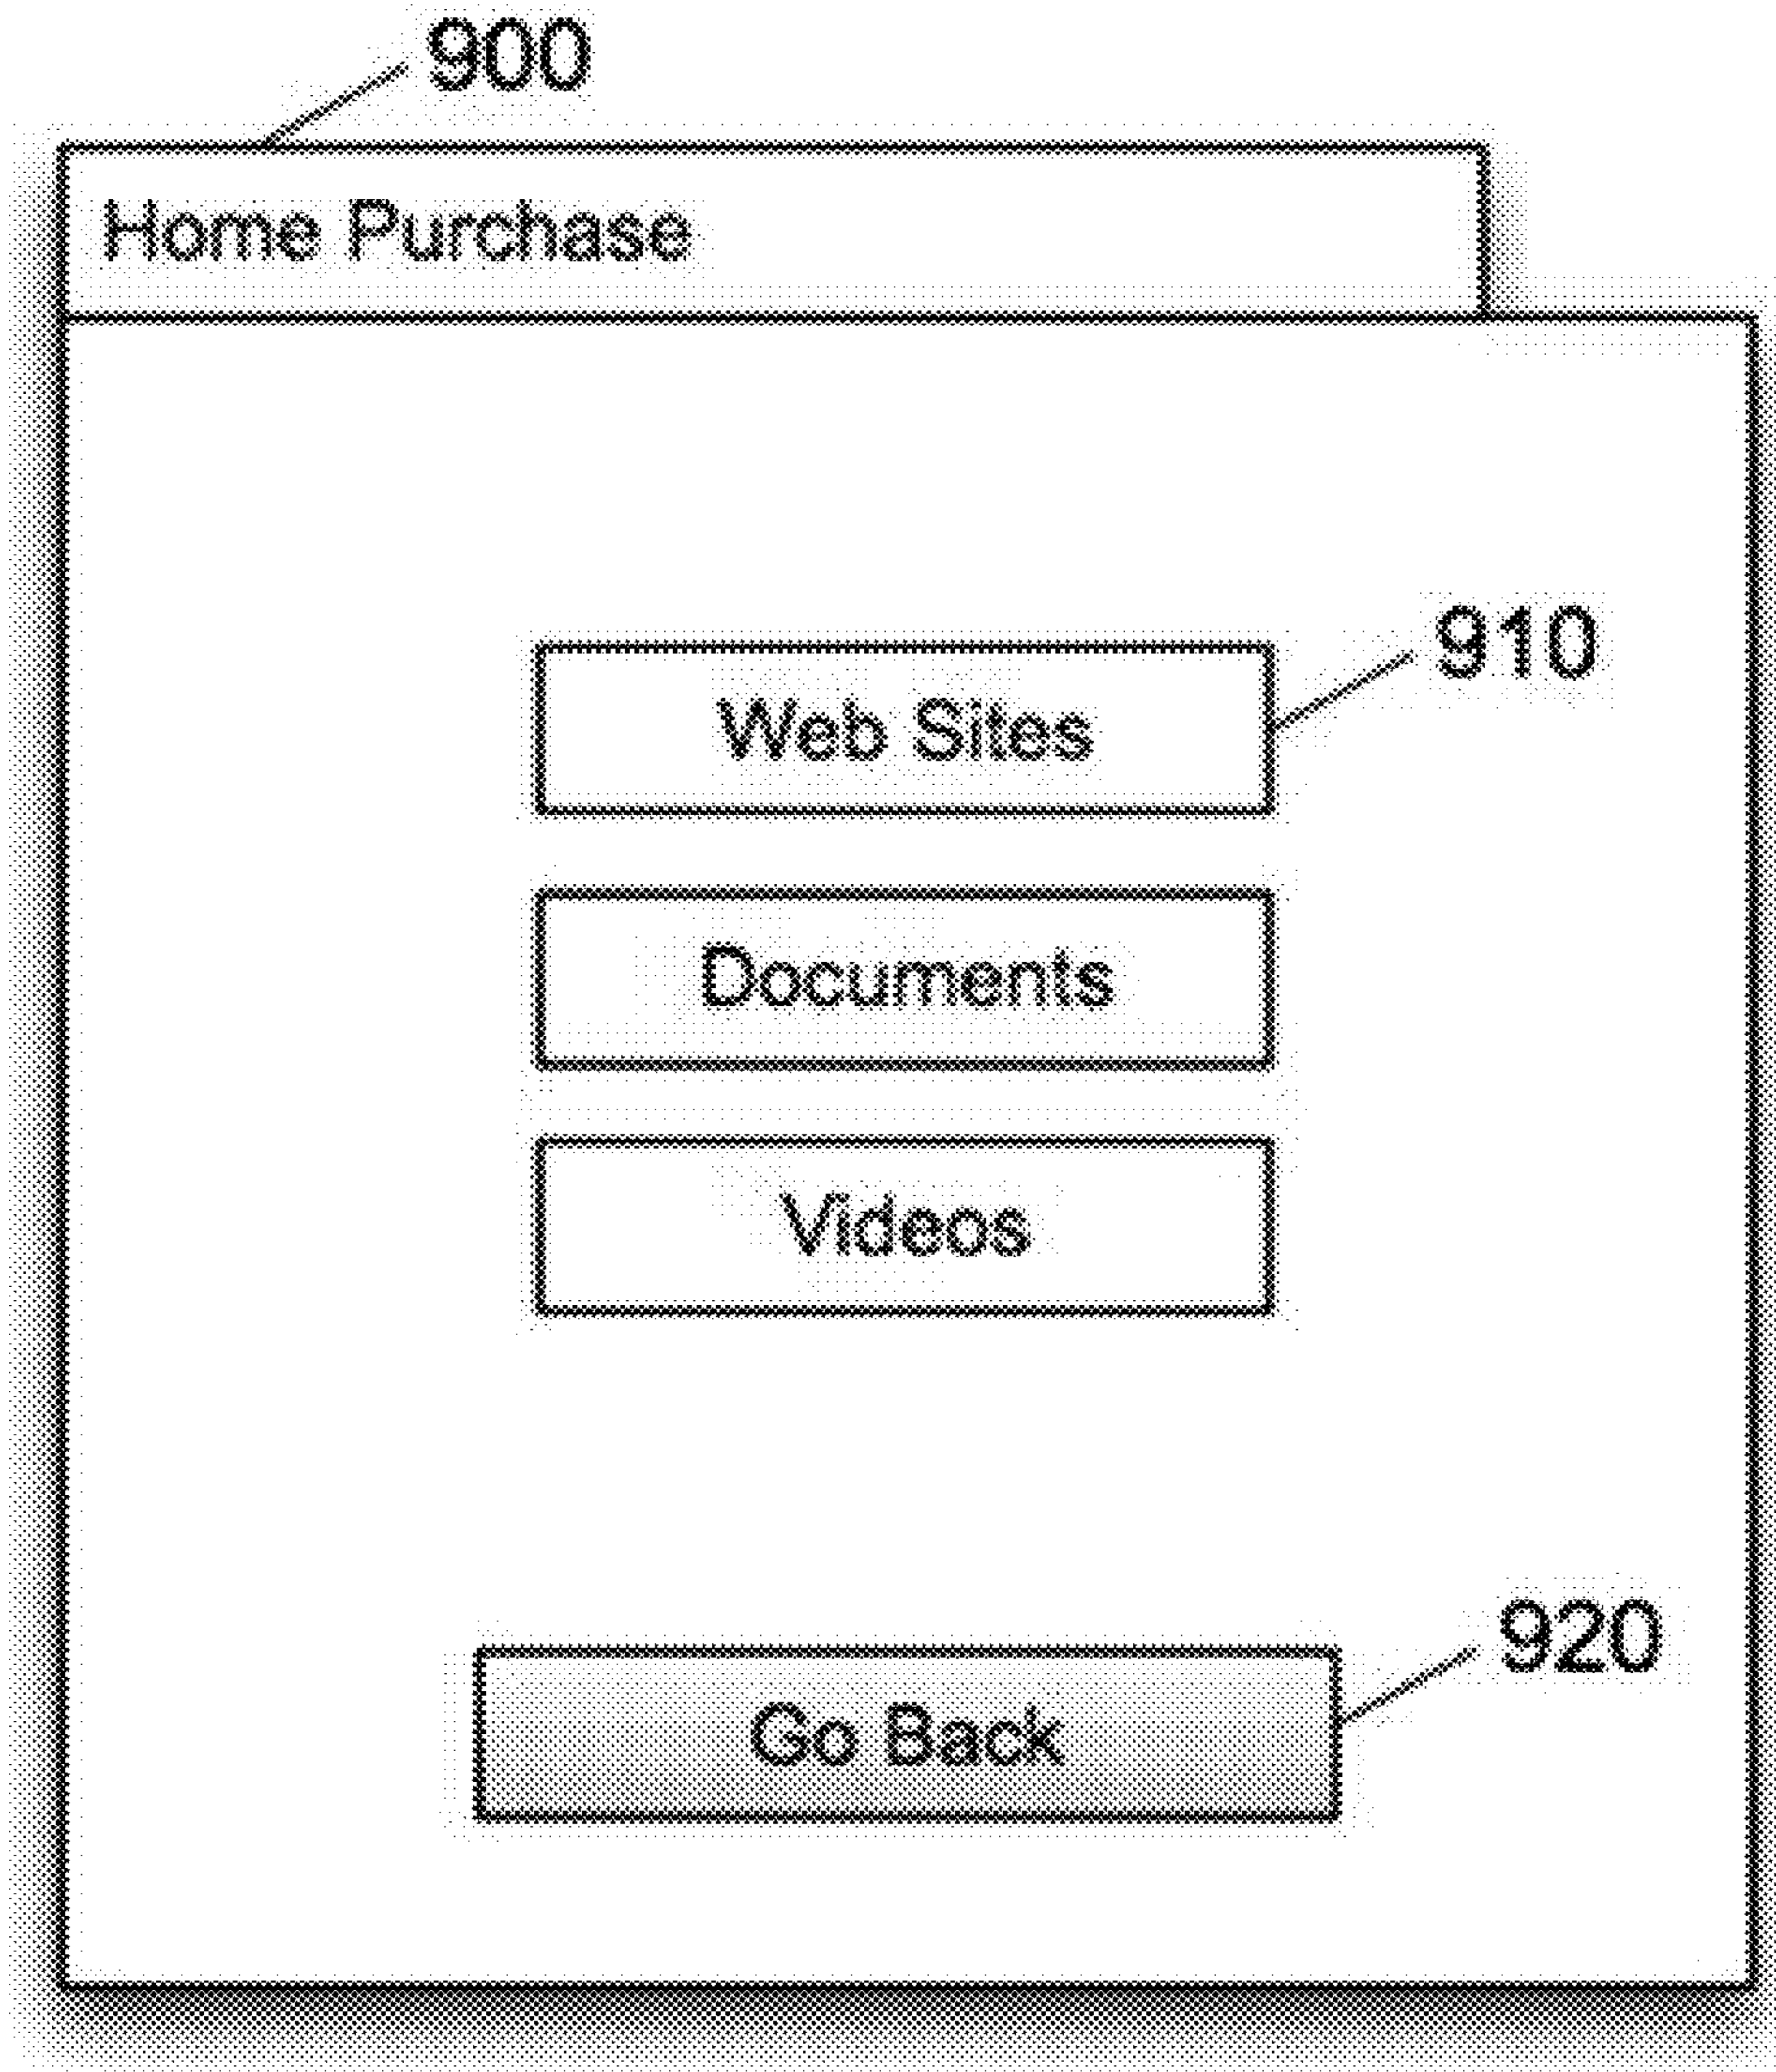 900
Home Purchase
910
Web Sites
Documents
Videos
920
Go Back